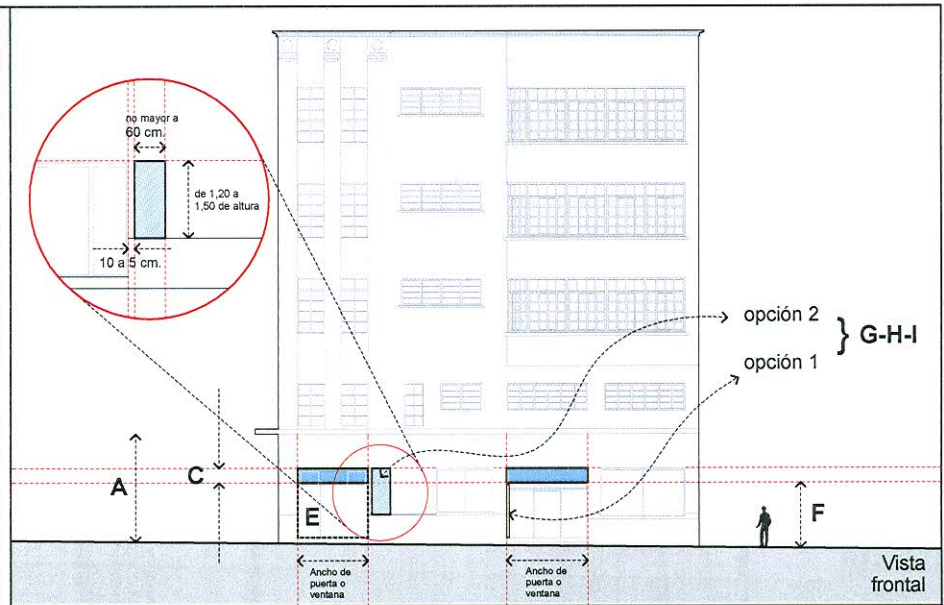 no mayor a
60 cm.
de 1,20 a
1,50 de altura
10 a 5 cm.
opción 2
opción 1
} G-H-I
A
C
E
F
Ancho de
puerta o
ventana
Ancho de
puerta o
ventana
Vista
frontal